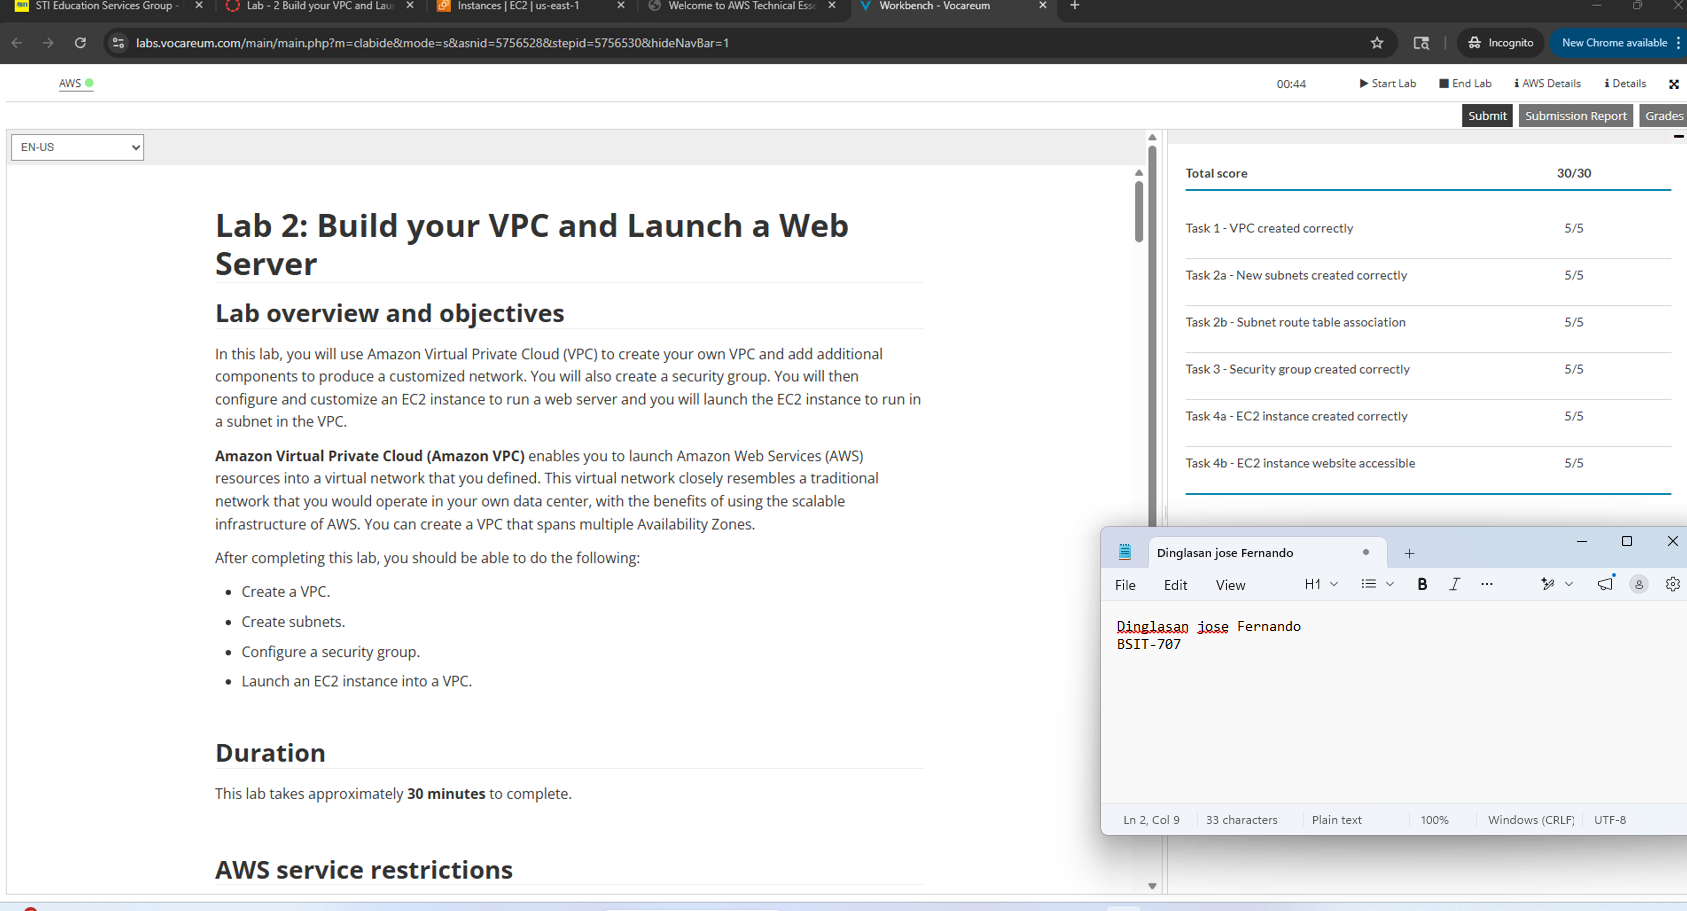 STI Education Services Group -
Lab - 2 Build your VPC and Lau
Instances | EC2 | us-east-1
Welcome to AWS Technical Esse
Workbench - Vocareum
labs.vocareum.com/main/main.php?m=clabide&mode=s&asnid=5756528&stepid=5756530&hideNavBar=1
Incognito
New Chrome available
AWS
00:44
Start Lab
End Lab
AWS Details
Details
Submit
Submission Report
Grades
EN-US
Lab 2: Build your VPC and Launch a Web
Server
Lab overview and objectives
In this lab, you will use Amazon Virtual Private Cloud (VPC) to create your own VPC and add additional
components to produce a customized network. You will also create a security group. You will then
configure and customize an EC2 instance to run a web server and you will launch the EC2 instance to run in
a subnet in the VPC.
Amazon Virtual Private Cloud (Amazon VPC) enables you to launch Amazon Web Services (AWS)
resources into a virtual network that you defined. This virtual network closely resembles a traditional
network that you would operate in your own data center, with the benefits of using the scalable
infrastructure of AWS. You can create a VPC that spans multiple Availability Zones.
After completing this lab, you should be able to do the following:
• Create a VPC.
• Create subnets.
• Configure a security group.
• Launch an EC2 instance into a VPC.
Duration
This lab takes approximately 30 minutes to complete.
AWS service restrictions
Total score 30/30
Task 1 - VPC created correctly 5/5
Task 2a - New subnets created correctly 5/5
Task 2b - Subnet route table association 5/5
Task 3 - Security group created correctly 5/5
Task 4a - EC2 instance created correctly 5/5
Task 4b - EC2 instance website accessible 5/5
Dinglasan jose Fernando
File Edit View H1 B I
Dinglasan jose Fernando
BSIT-707
Ln 2, Col 9 33 characters Plain text 100% Windows (CRLF) UTF-8